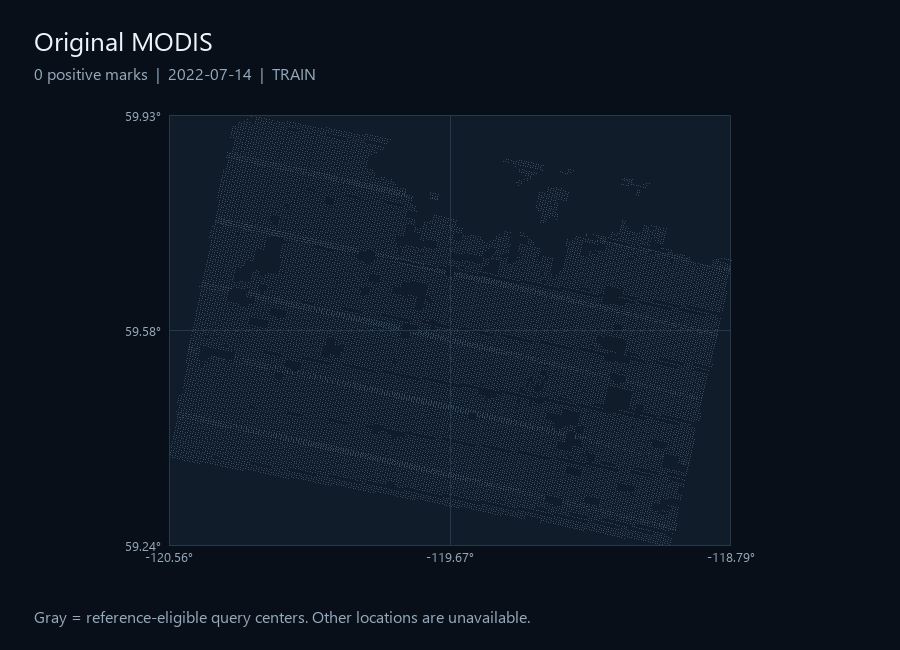 Original MODIS
0 positive marks | 2022-07-14 | TRAIN
59.93°
59.58°
59.24°
-120.56°
-119.67°
-118.79°
Gray = reference-eligible query centers. Other locations are unavailable.